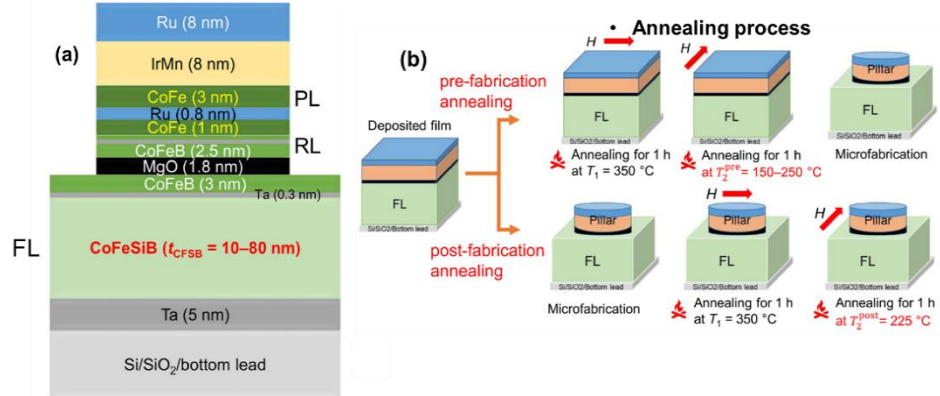 (a)
Ru (8 nm)
IrMn (8 nm)
CoFe (3 nm)
PL
Ru (0.8 nm)
CoFe (1 nm)
RL
CoFeB (2.5 nm)
MgO (1.8 nm)
CoFeB (3 nm)
Ta (0.3 nm)
FL
CoFeSiB (t_CFSB = 10–80 nm)
Ta (5 nm)
Si/SiO₂/bottom lead
• Annealing process
(b)
pre-fabrication
annealing
Deposited film
FL
Si/SiO2/Bottom lead
post-fabrication
annealing
H
FL
Si/SiO2/Bottom lead
Annealing for 1 h
at T₁ = 350 °C
H
FL
Si/SiO2/Bottom lead
Annealing for 1 h
at T₂^pre = 150–250 °C
Pillar
FL
Si/SiO2/Bottom lead
Microfabrication
Pillar
FL
Si/SiO2/Bottom lead
Microfabrication
H
Pillar
FL
Si/SiO2/Bottom lead
Annealing for 1 h
at T₁ = 350 °C
H
Pillar
FL
Si/SiO2/Bottom lead
Annealing for 1 h
at T₂^post = 225 °C